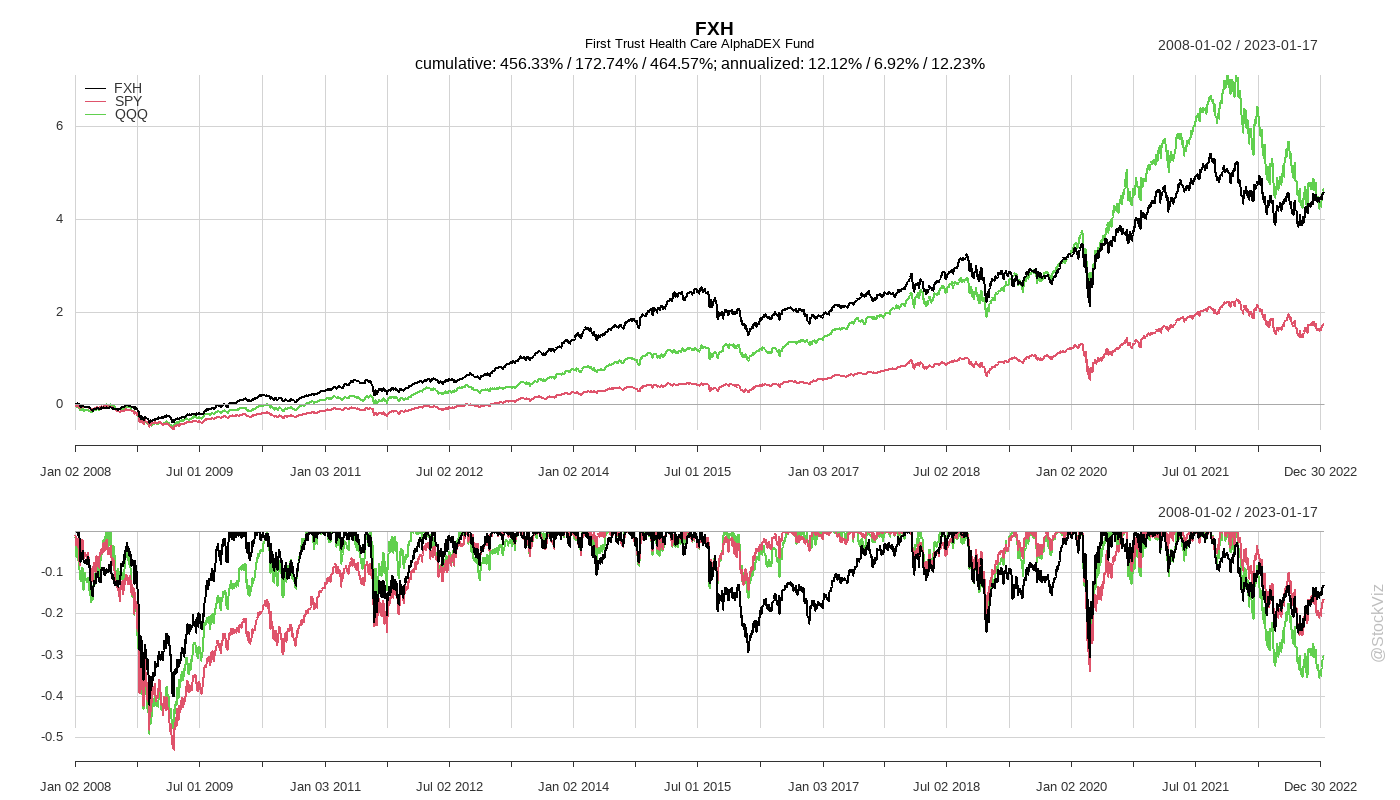 FXH
First Trust Health Care AlphaDEX Fund
2008-01-02 / 2023-01-17
cumulative: 456.33% / 172.74% / 464.57%; annualized: 12.12% / 6.92% / 12.23%
FXH
SPY
QQQ
6
4
2
0
Jan 02 2008 Jul 01 2009 Jan 03 2011 Jul 02 2012 Jan 02 2014 Jul 01 2015 Jan 03 2017 Jul 02 2018 Jan 02 2020 Jul 01 2021 Dec 30 2022
2008-01-02 / 2023-01-17
-0.1
-0.2
-0.3
-0.4
-0.5
Jan 02 2008 Jul 01 2009 Jan 03 2011 Jul 02 2012 Jan 02 2014 Jul 01 2015 Jan 03 2017 Jul 02 2018 Jan 02 2020 Jul 01 2021 Dec 30 2022
@StockViz